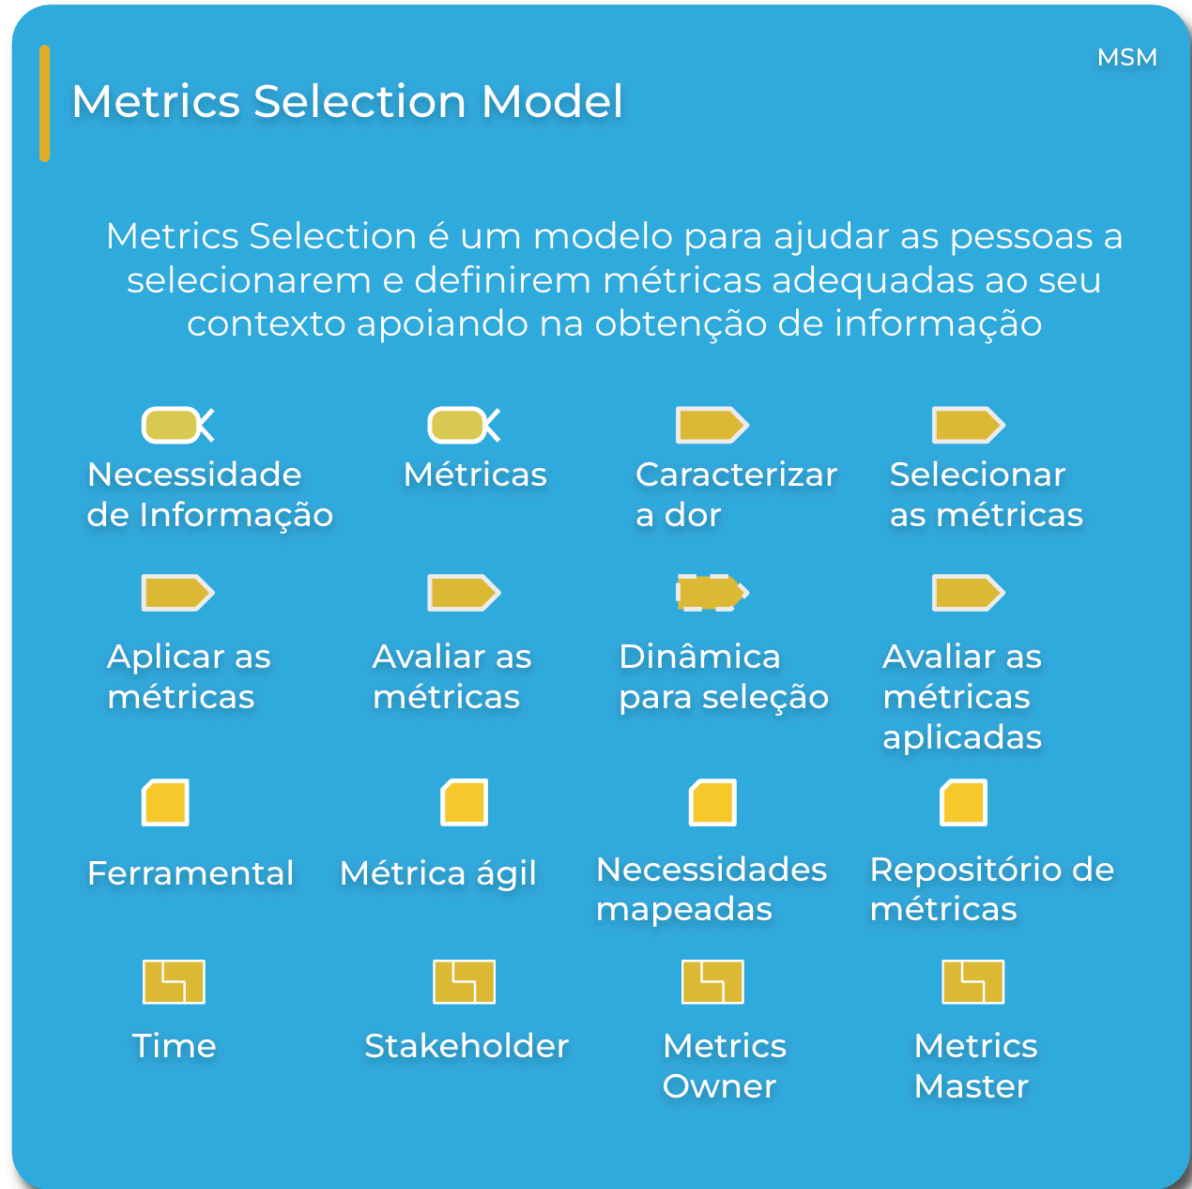 MSM
Metrics Selection Model
Metrics Selection é um modelo para ajudar as pessoas a
selecionarem e definirem métricas adequadas ao seu
contexto apoiando na obtenção de informação
Necessidade
de Informação
Métricas
Caracterizar
a dor
Selecionar
as métricas
Aplicar as
métricas
Avaliar as
métricas
Dinâmica
para seleção
Avaliar as
métricas
aplicadas
Ferramental
Métrica ágil
Necessidades
mapeadas
Repositório de
métricas
Time
Stakeholder
Metrics
Owner
Metrics
Master